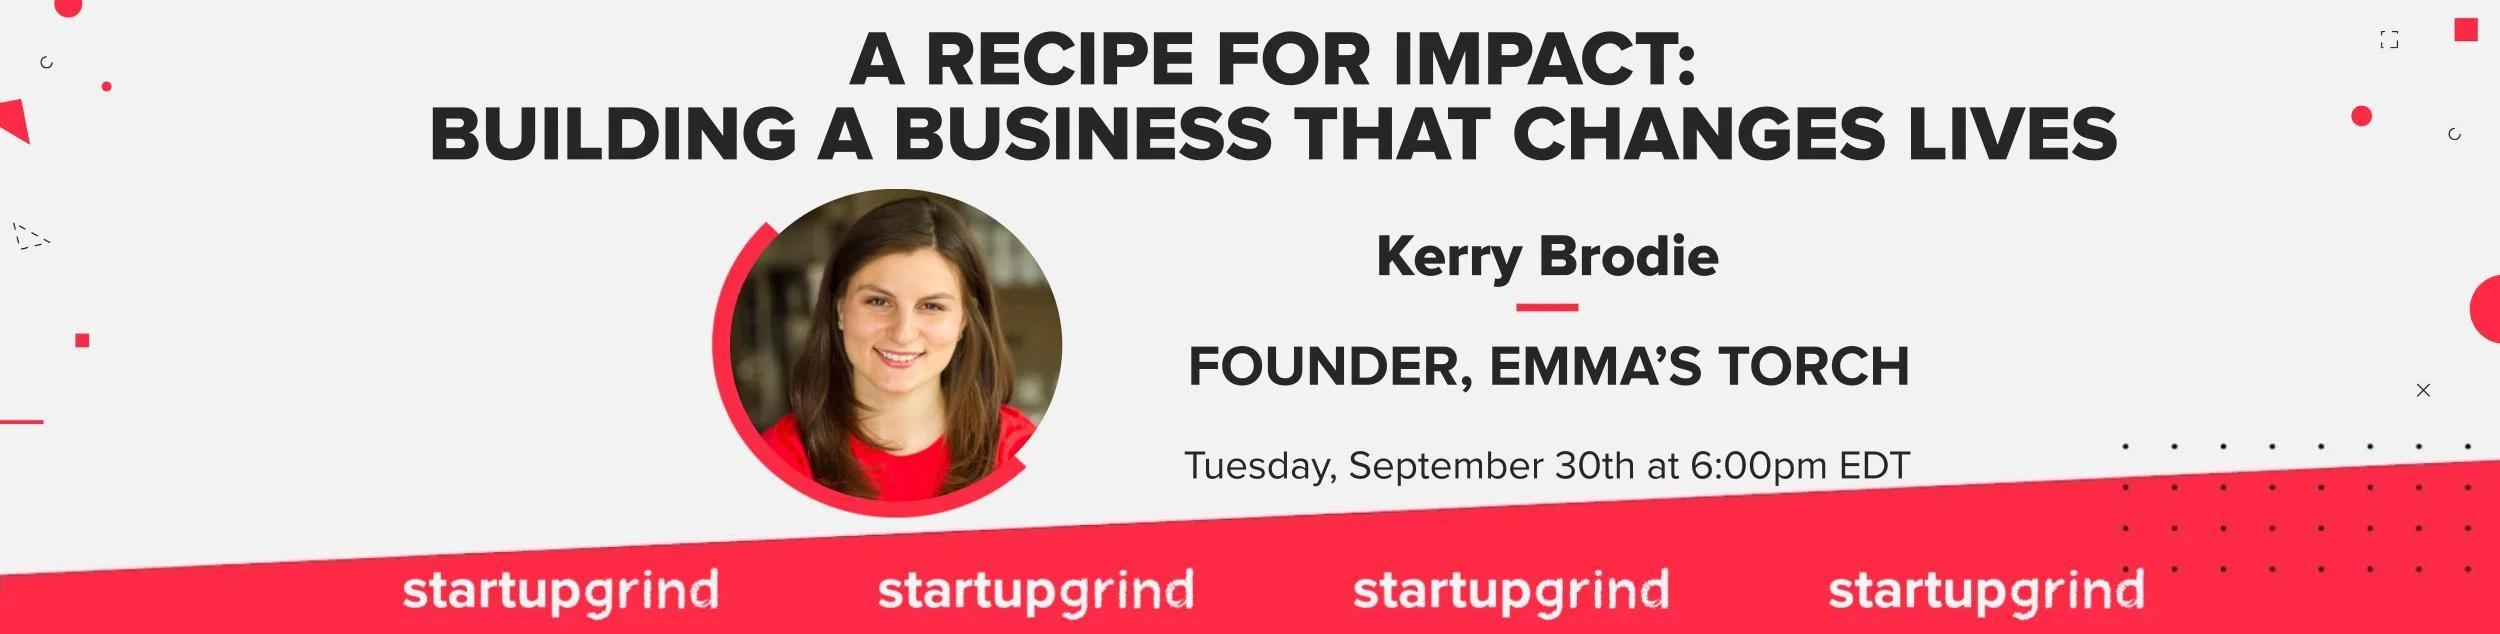 A RECIPE FOR IMPACT:
BUILDING A BUSINESS THAT CHANGES LIVES
Kerry Brodie
FOUNDER, EMMA'S TORCH
Tuesday, September 30th at 6:00pm EDT
startupgrind startupgrind startupgrind startupgrind